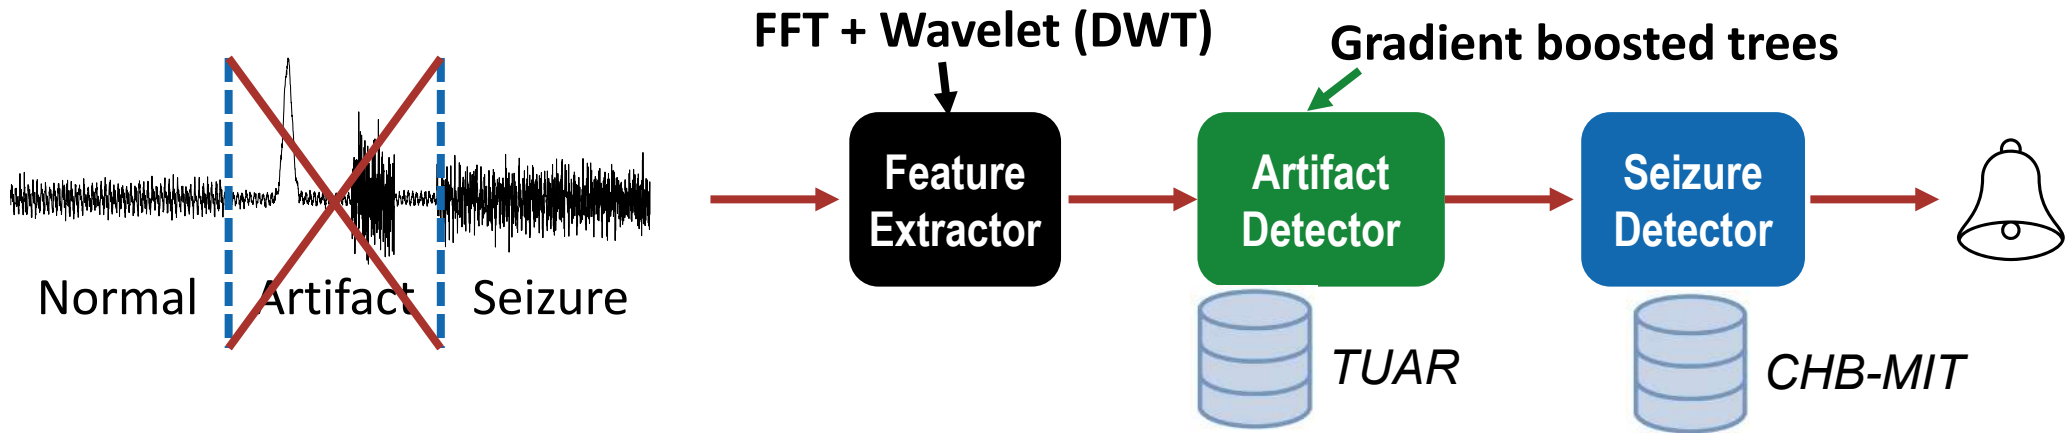 FFT + Wavelet (DWT)
Gradient boosted trees
Normal
Artifact
Seizure
Feature
Extractor
Artifact
Detector
Seizure
Detector
TUAR
CHB-MIT